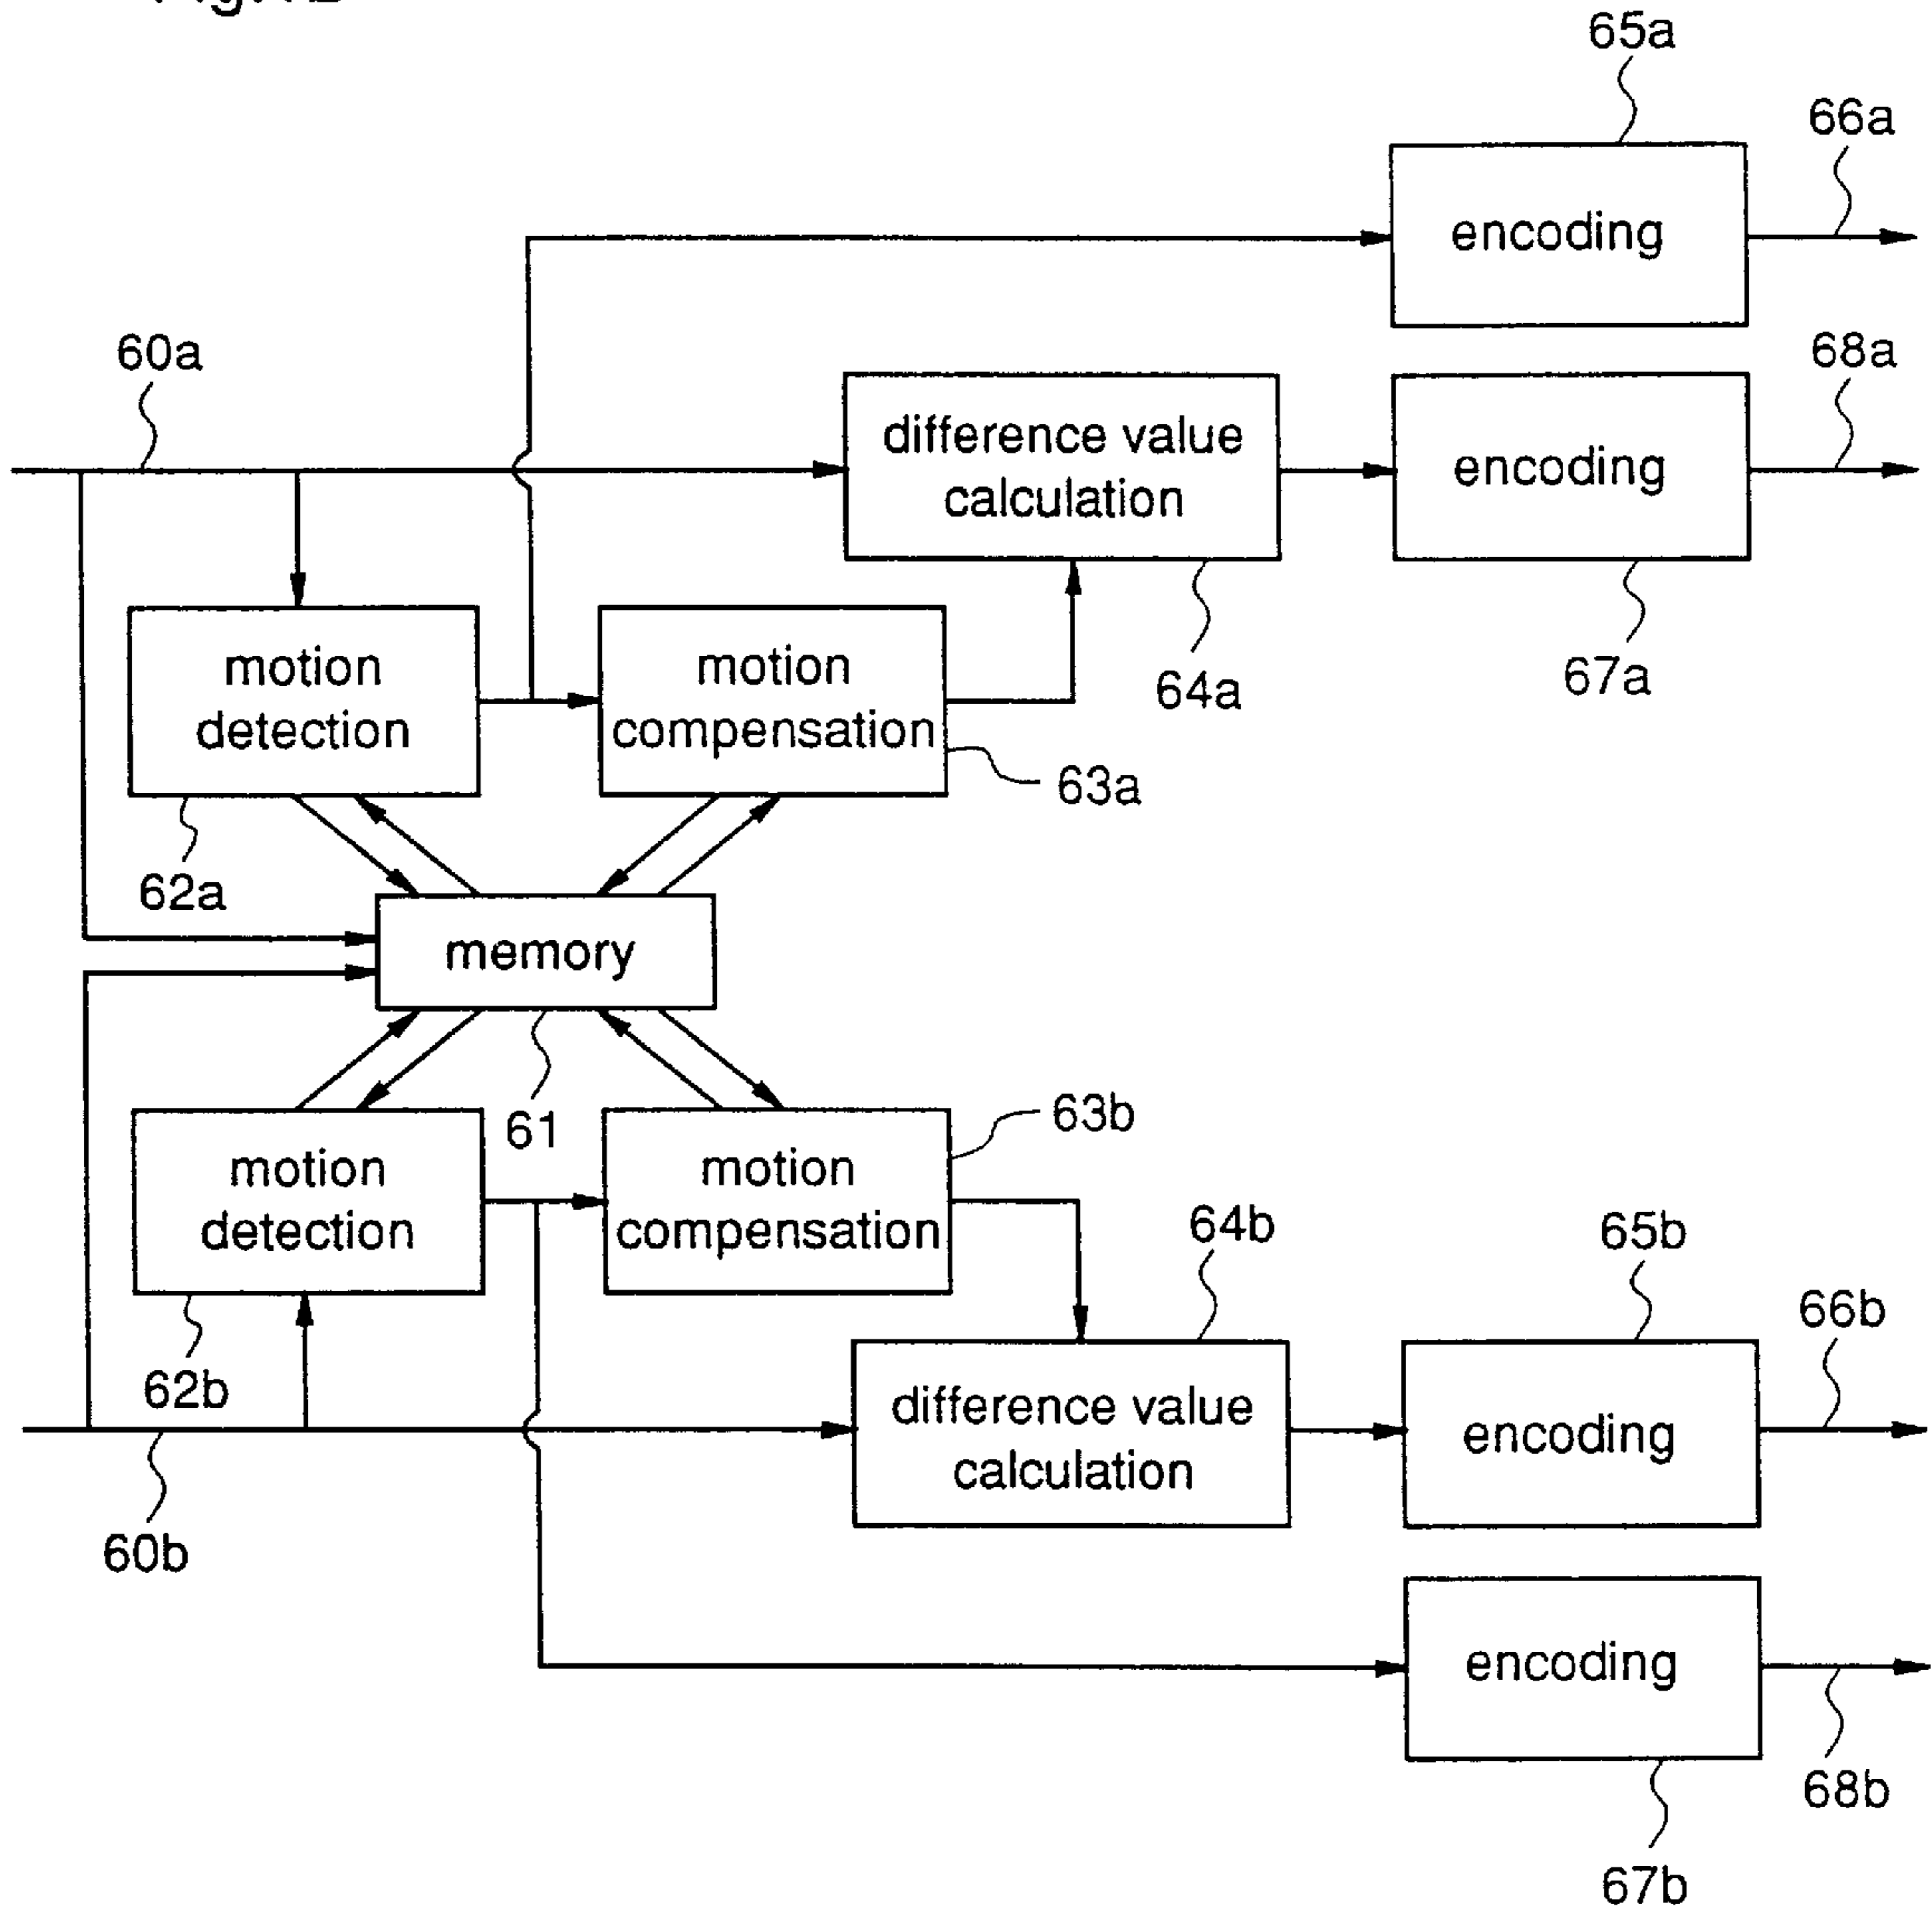 65a
66a
encoding
60a
68a
difference value
calculation
encoding
motion
detection
motion
compensation
64a
67a
63a
62a
memory
61
63b
motion
detection
motion
compensation
64b
65b
66b
62b
difference value
calculation
encoding
60b
encoding
68b
67b